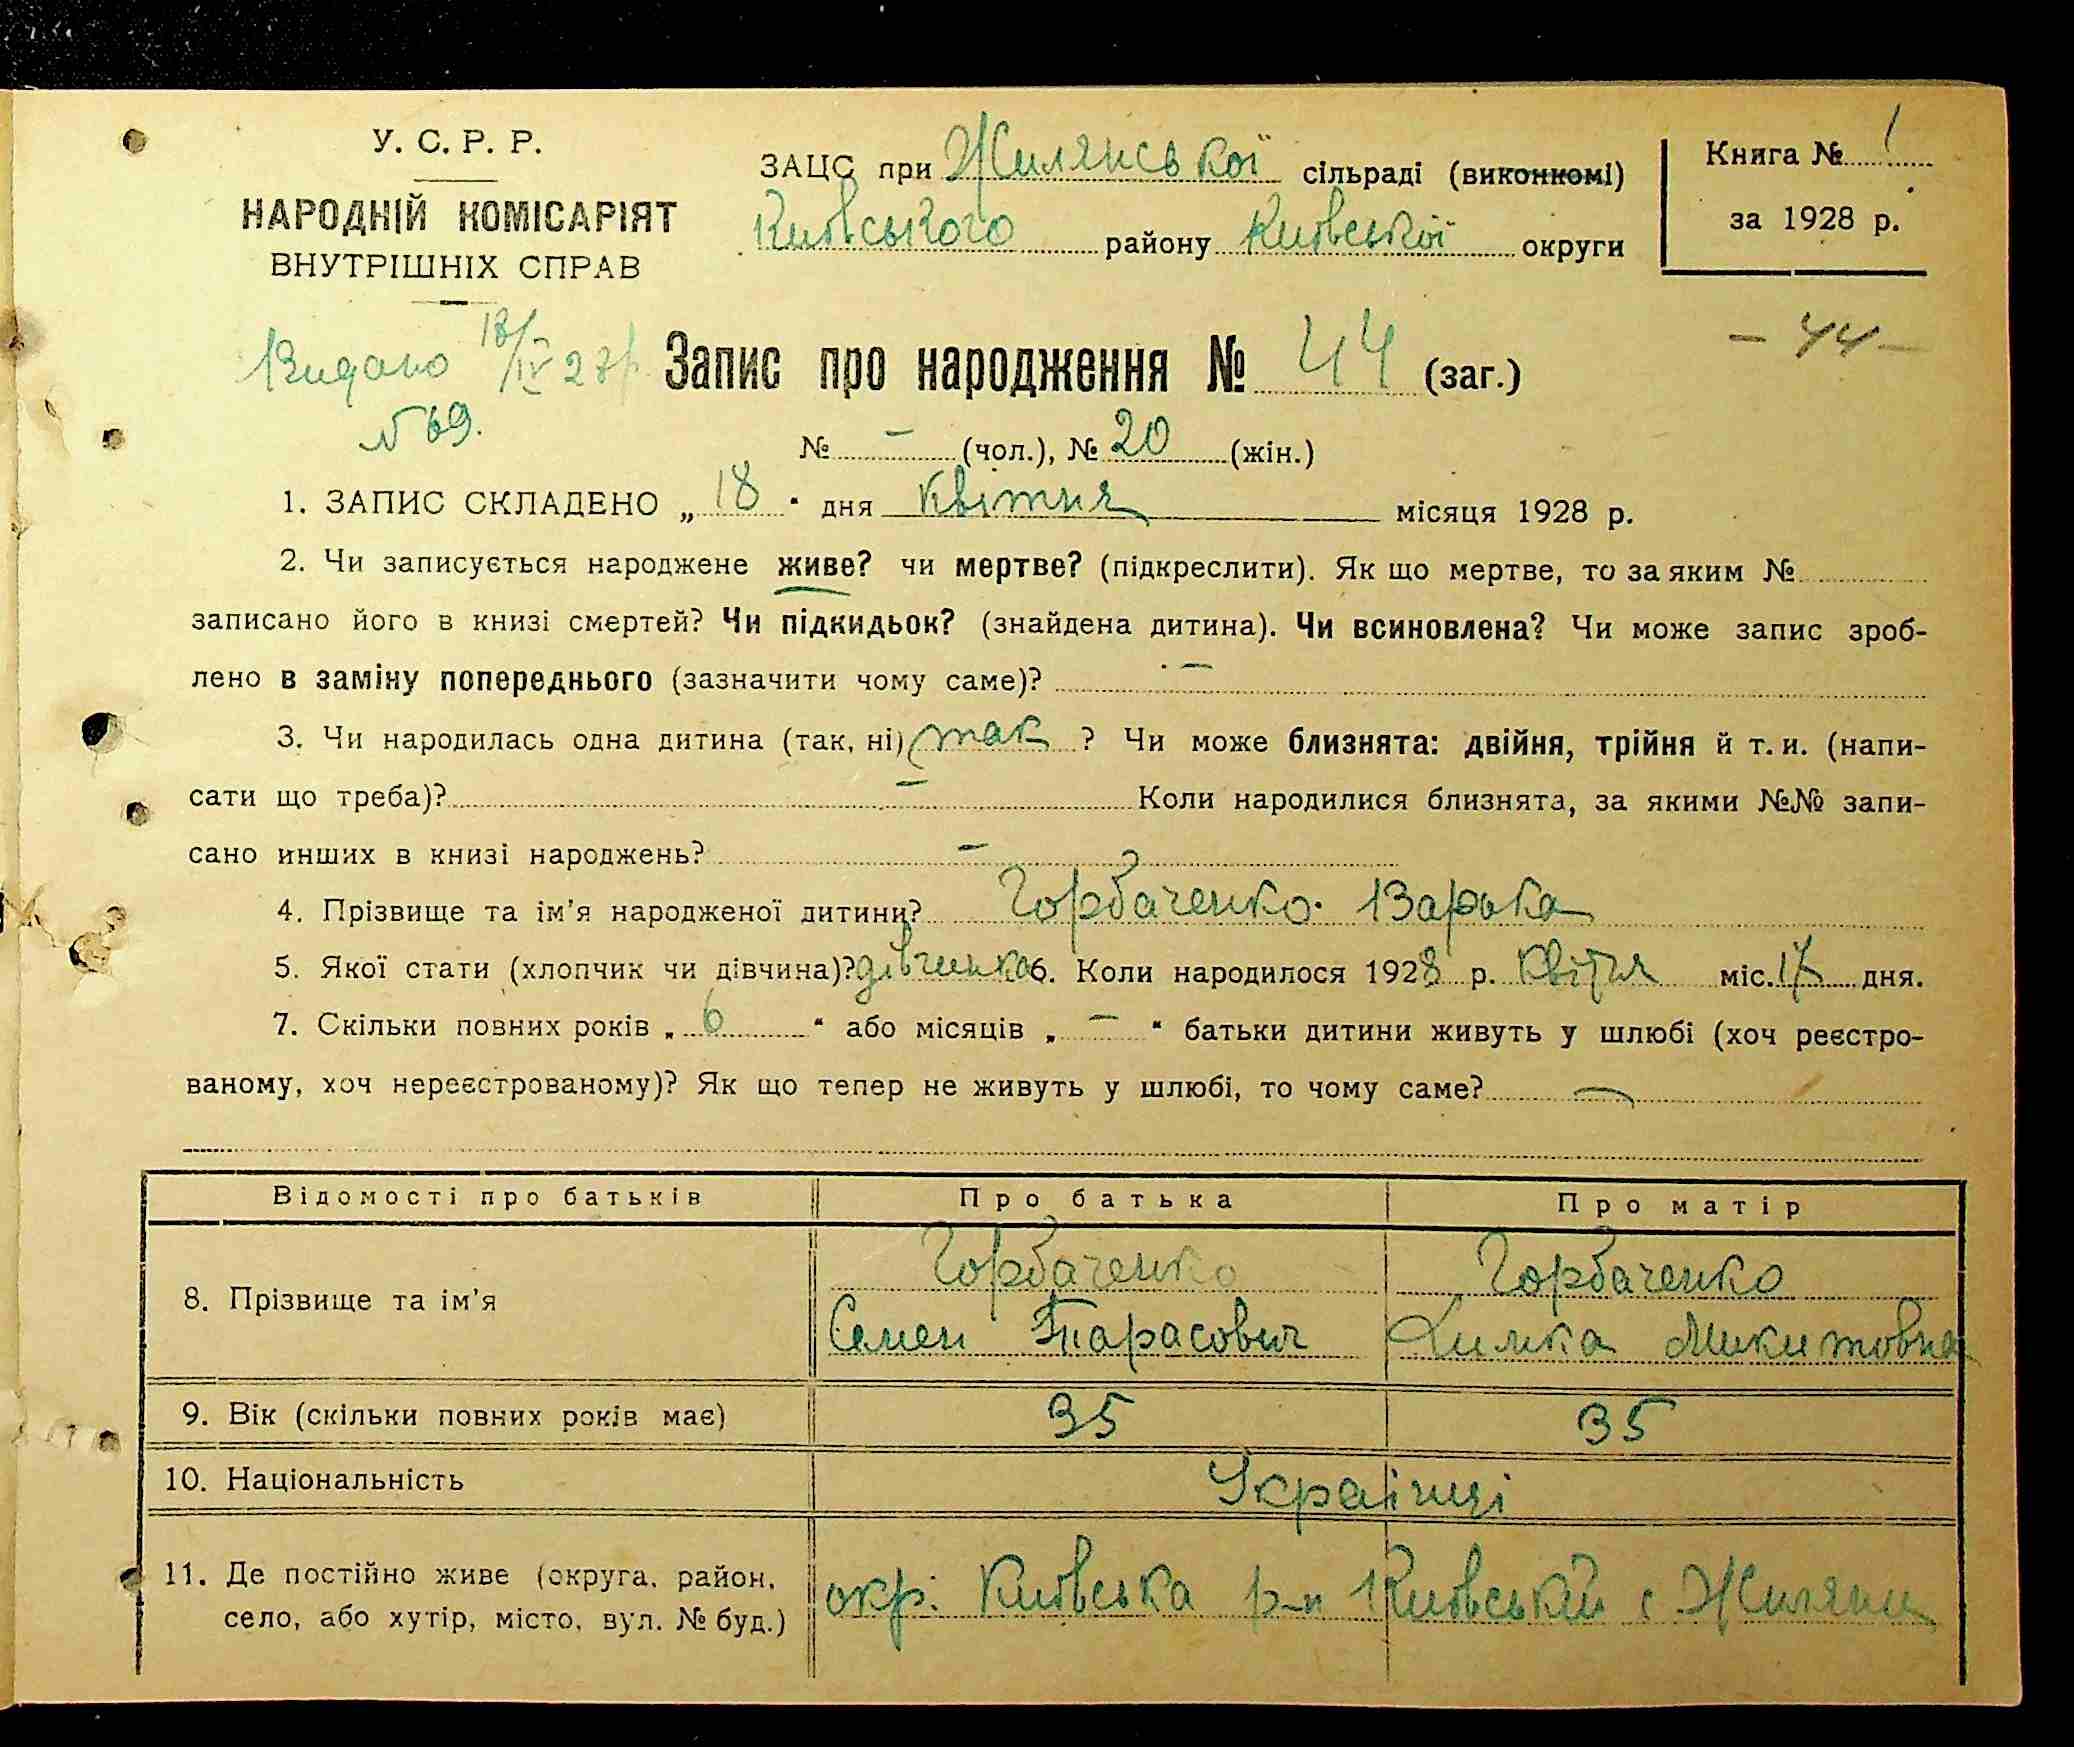 У. С. Р. Р.
НАРОДНІЙ КОМІСАРІЯТ
ВНУТРІШНІХ СПРАВ
ЗАЦС при Жилянської сільраді (виконкомі)
Київського району Київської округи
Книга № 1
за 1928 р.
Видано 18/IV 28р.
№ 69.
Запис про народження № 44 (заг.)
– 44 –
№ – (чол.), № 20 (жін.)
1. ЗАПИС СКЛАДЕНО „ 18 “ дня квітня місяця 1928 р.
2. Чи записується народжене живе? чи мертве? (підкреслити). Як що мертве, то за яким №
записано його в книзі смертей? Чи підкидьок? (знайдена дитина). Чи всиновлена? Чи може запис зроб-
лено в заміну попереднього (зазначити чому саме)? –
3. Чи народилась одна дитина (так, ні) так ? Чи може близнята: двійня, трійня й т. и. (напи-
сати що треба)? – Коли народилися близнята, за якими №№ запи-
сано инших в книзі народжень? –
4. Прізвище та ім'я народженої дитини? Горбаченко Варька
5. Якої стати (хлопчик чи дівчина)? дівчинка 6. Коли народилося 1928 р. квітня міс. 17 дня.
7. Скільки повних років „ 6 “ або місяців „ – “ батьки дитини живуть у шлюбі (хоч реєстро-
ваному, хоч нереєстрованому)? Як що тепер не живуть у шлюбі, то чому саме? –
Відомості про батьків Про батька Про матір
8. Прізвище та ім'я
Горбаченко Горбаченко
Семен Тарасович Димка Микитовна
9. Вік (скільки повних років має) 35 35
10. Національність Українці
11. Де постійно живе (округа, район,
село, або хутір, місто, вул. № буд.)
окр. Київська р-н Київський с. Жиляни